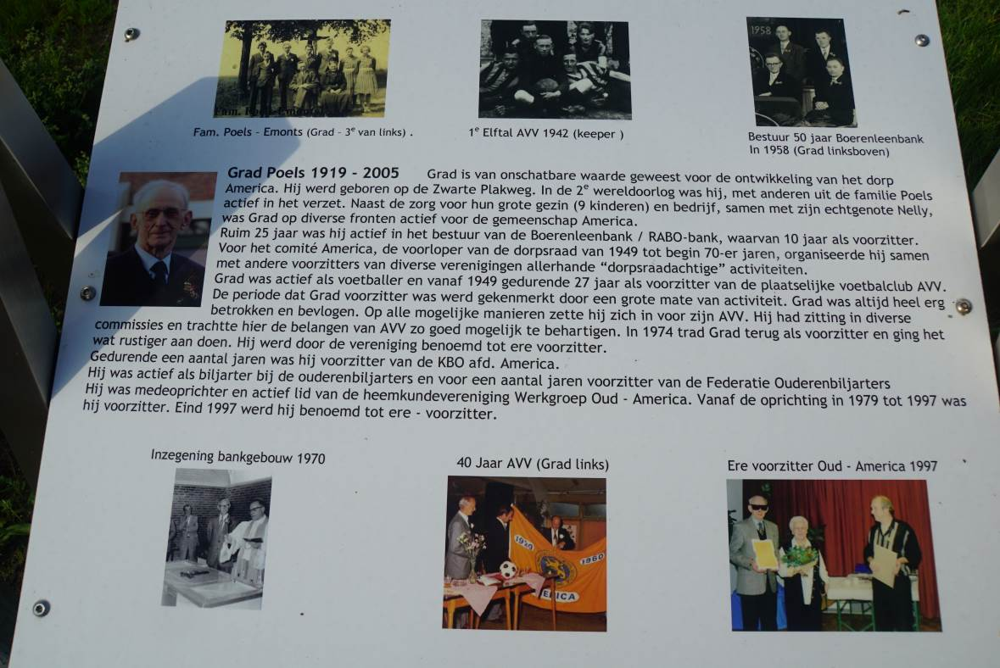 Fam. Poels - Emonts (Grad - 3e van links) .
1e Elftal AVV 1942 (keeper )
1958
Bestuur 50 jaar Boerenleenbank
In 1958 (Grad linksboven)
Grad Poels 1919 - 2005 Grad is van onschatbare waarde geweest voor de ontwikkeling van het dorp
America. Hij werd geboren op de Zwarte Plakweg. In de 2e wereldoorlog was hij, met anderen uit de familie Poels
actief in het verzet. Naast de zorg voor hun grote gezin (9 kinderen) en bedrijf, samen met zijn echtgenote Nelly,
was Grad op diverse fronten actief voor de gemeenschap America.
Ruim 25 jaar was hij actief in het bestuur van de Boerenleenbank / RABO-bank, waarvan 10 jaar als voorzitter.
Voor het comité America, de voorloper van de dorpsraad van 1949 tot begin 70-er jaren, organiseerde hij samen
met andere voorzitters van diverse verenigingen allerhande “dorpsraadachtige” activiteiten.
Grad was actief als voetballer en vanaf 1949 gedurende 27 jaar als voorzitter van de plaatselijke voetbalclub AVV.
De periode dat Grad voorzitter was werd gekenmerkt door een grote mate van activiteit. Grad was altijd heel erg
betrokken en bevlogen. Op alle mogelijke manieren zette hij zich in voor zijn AVV. Hij had zitting in diverse
commissies en trachtte hier de belangen van AVV zo goed mogelijk te behartigen. In 1974 trad Grad terug als voorzitter en ging het
wat rustiger aan doen. Hij werd door de vereniging benoemd tot ere voorzitter.
Gedurende een aantal jaren was hij voorzitter van de KBO afd. America.
Hij was actief als biljarter bij de ouderenbiljarters en voor een aantal jaren voorzitter van de Federatie Ouderenbiljarters
Hij was medeoprichter en actief lid van de heemkundevereniging Werkgroep Oud - America. Vanaf de oprichting in 1979 tot 1997 was
hij voorzitter. Eind 1997 werd hij benoemd tot ere - voorzitter.
Inzegening bankgebouw 1970
40 Jaar AVV (Grad links)
Ere voorzitter Oud - America 1997
1920
1960
ERICA